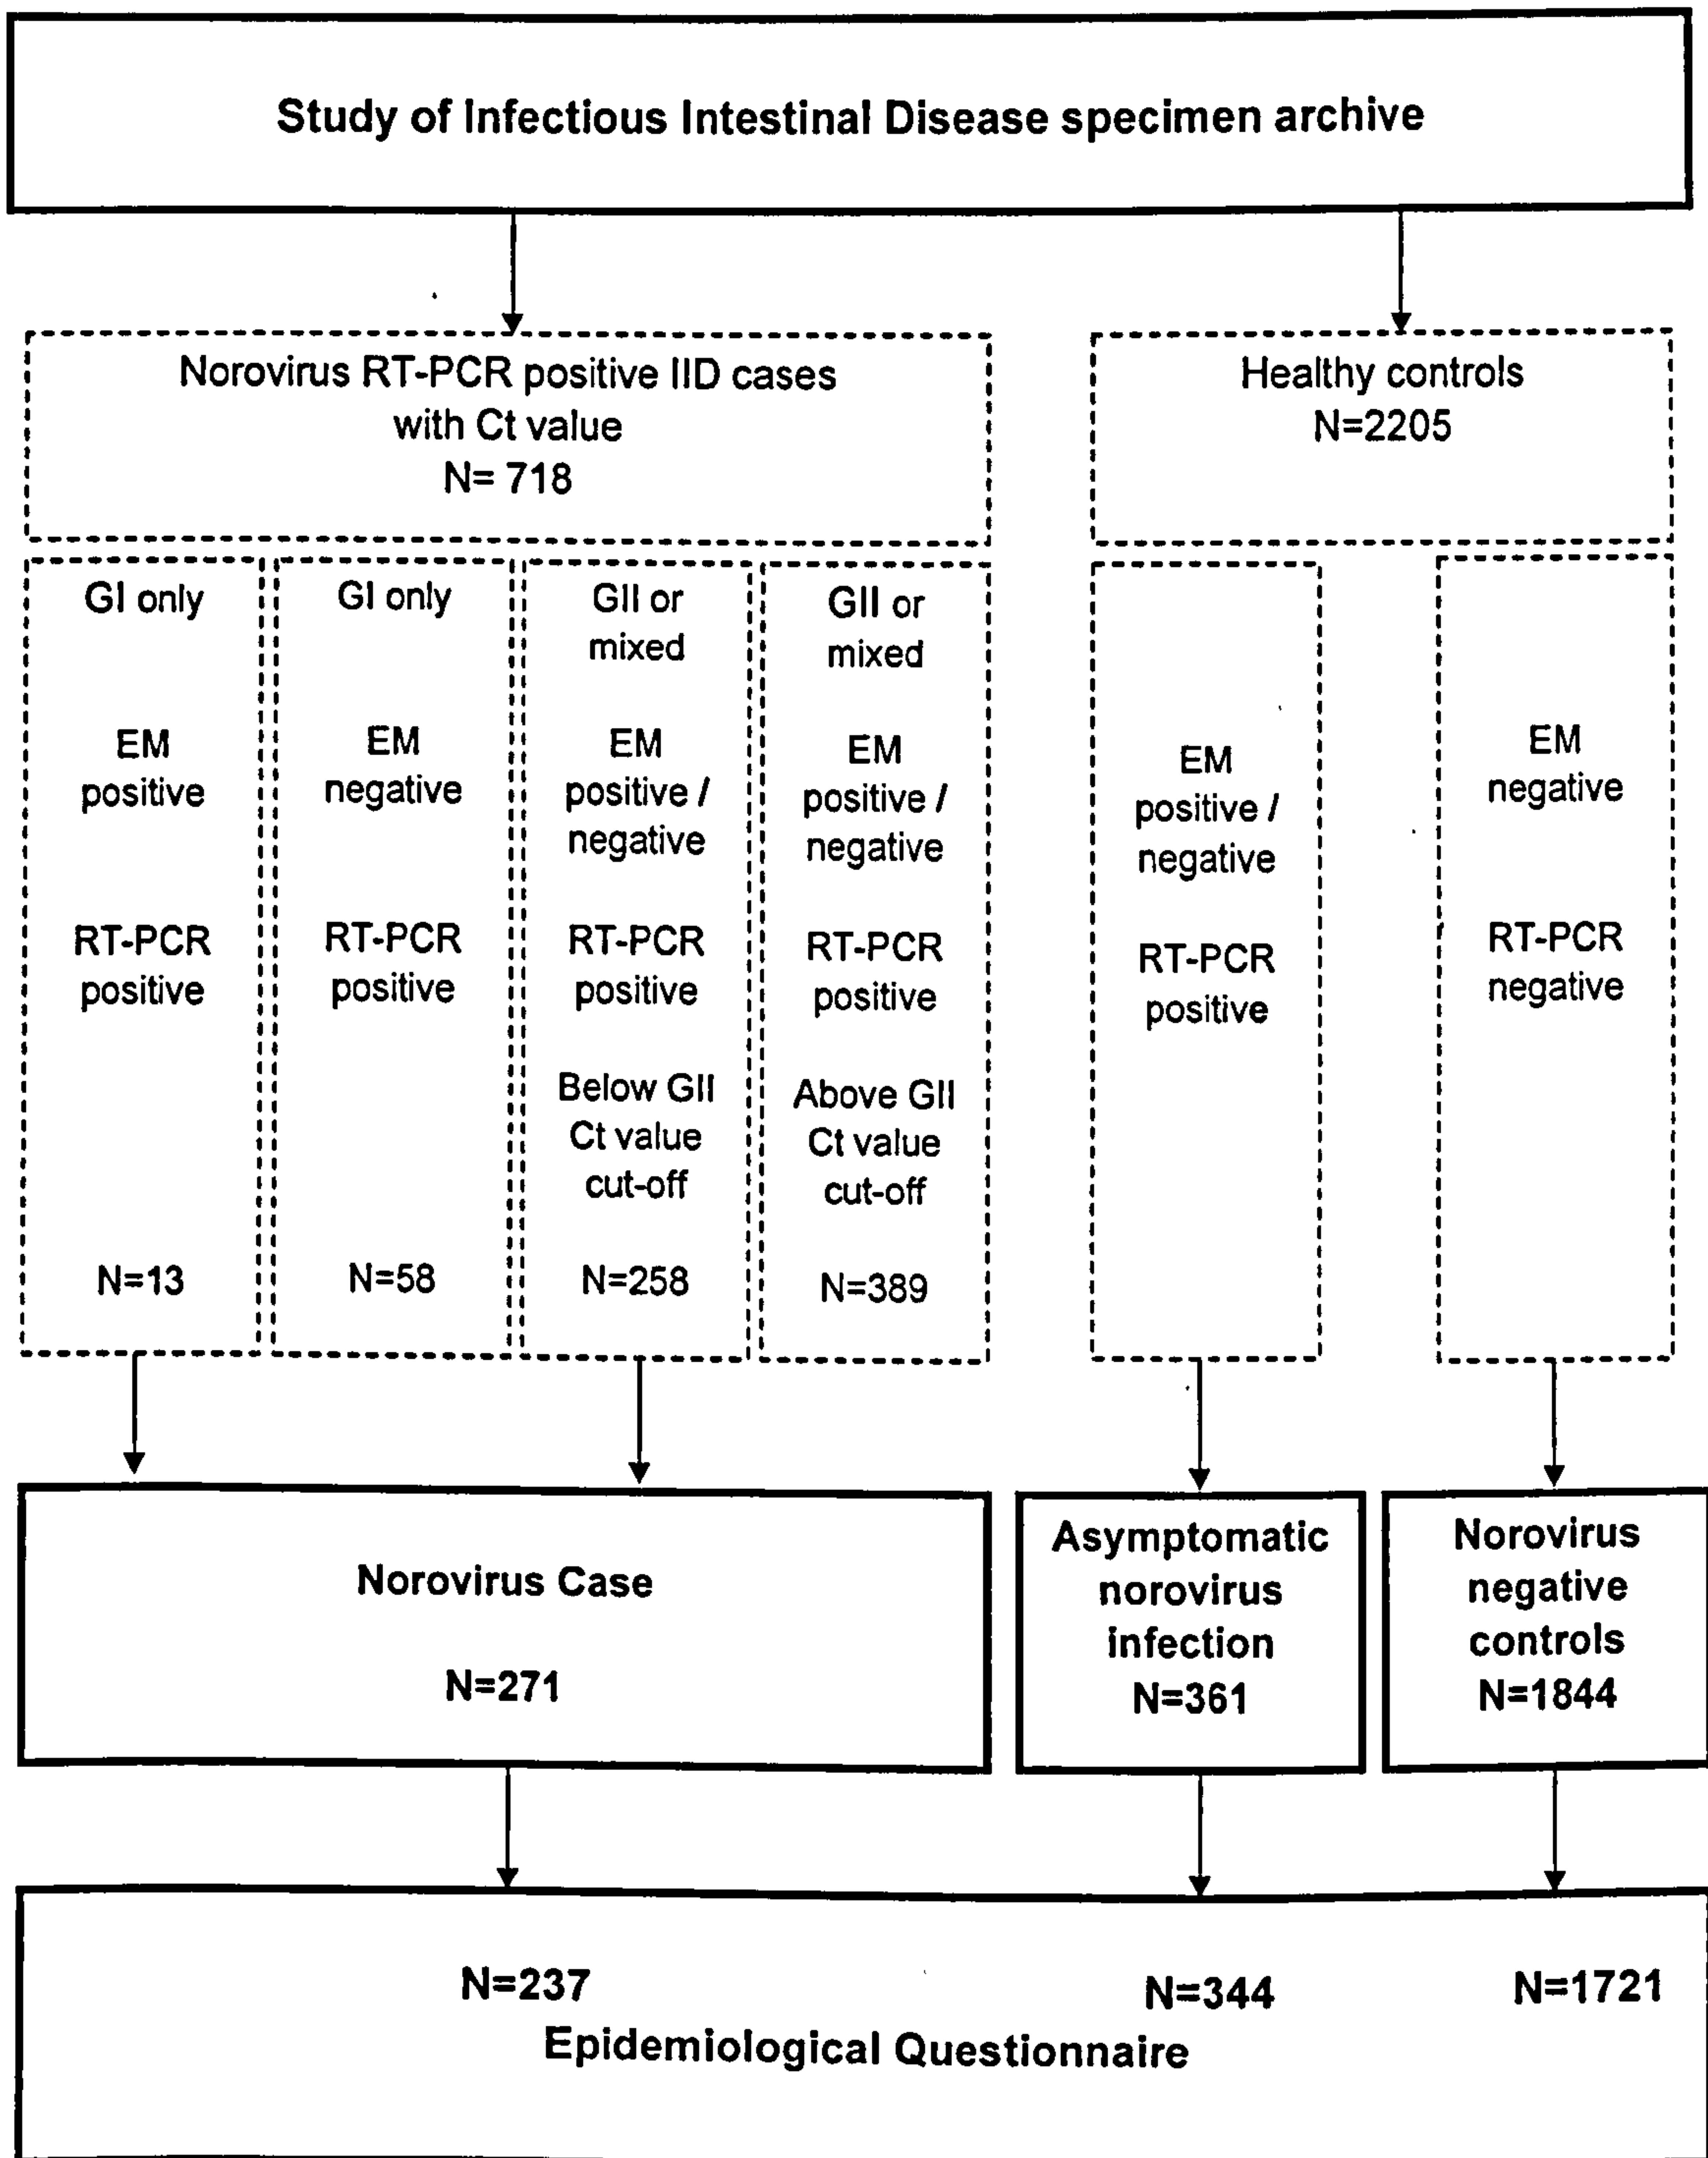 Study of Infectious Intestinal Disease specimen archive
Norovirus RT-PCR positive IID cases
with Ct value
N= 718
Healthy controls
N=2205
GI only
EM
positive
RT-PCR
positive
N=13
GI only
EM
negative
RT-PCR
positive
N=58
GII or
mixed
EM
positive /
negative
RT-PCR
positive
Below GII
Ct value
cut-off
N=258
GII or
mixed
EM
positive /
negative
RT-PCR
positive
Above GII
Ct value
cut-off
N=389
EM
positive /
negative
RT-PCR
positive
EM
negative
RT-PCR
negative
Norovirus Case
N=271
Asymptomatic
norovirus
infection
N=361
Norovirus
negative
controls
N=1844
N=237
N=344
N=1721
Epidemiological Questionnaire